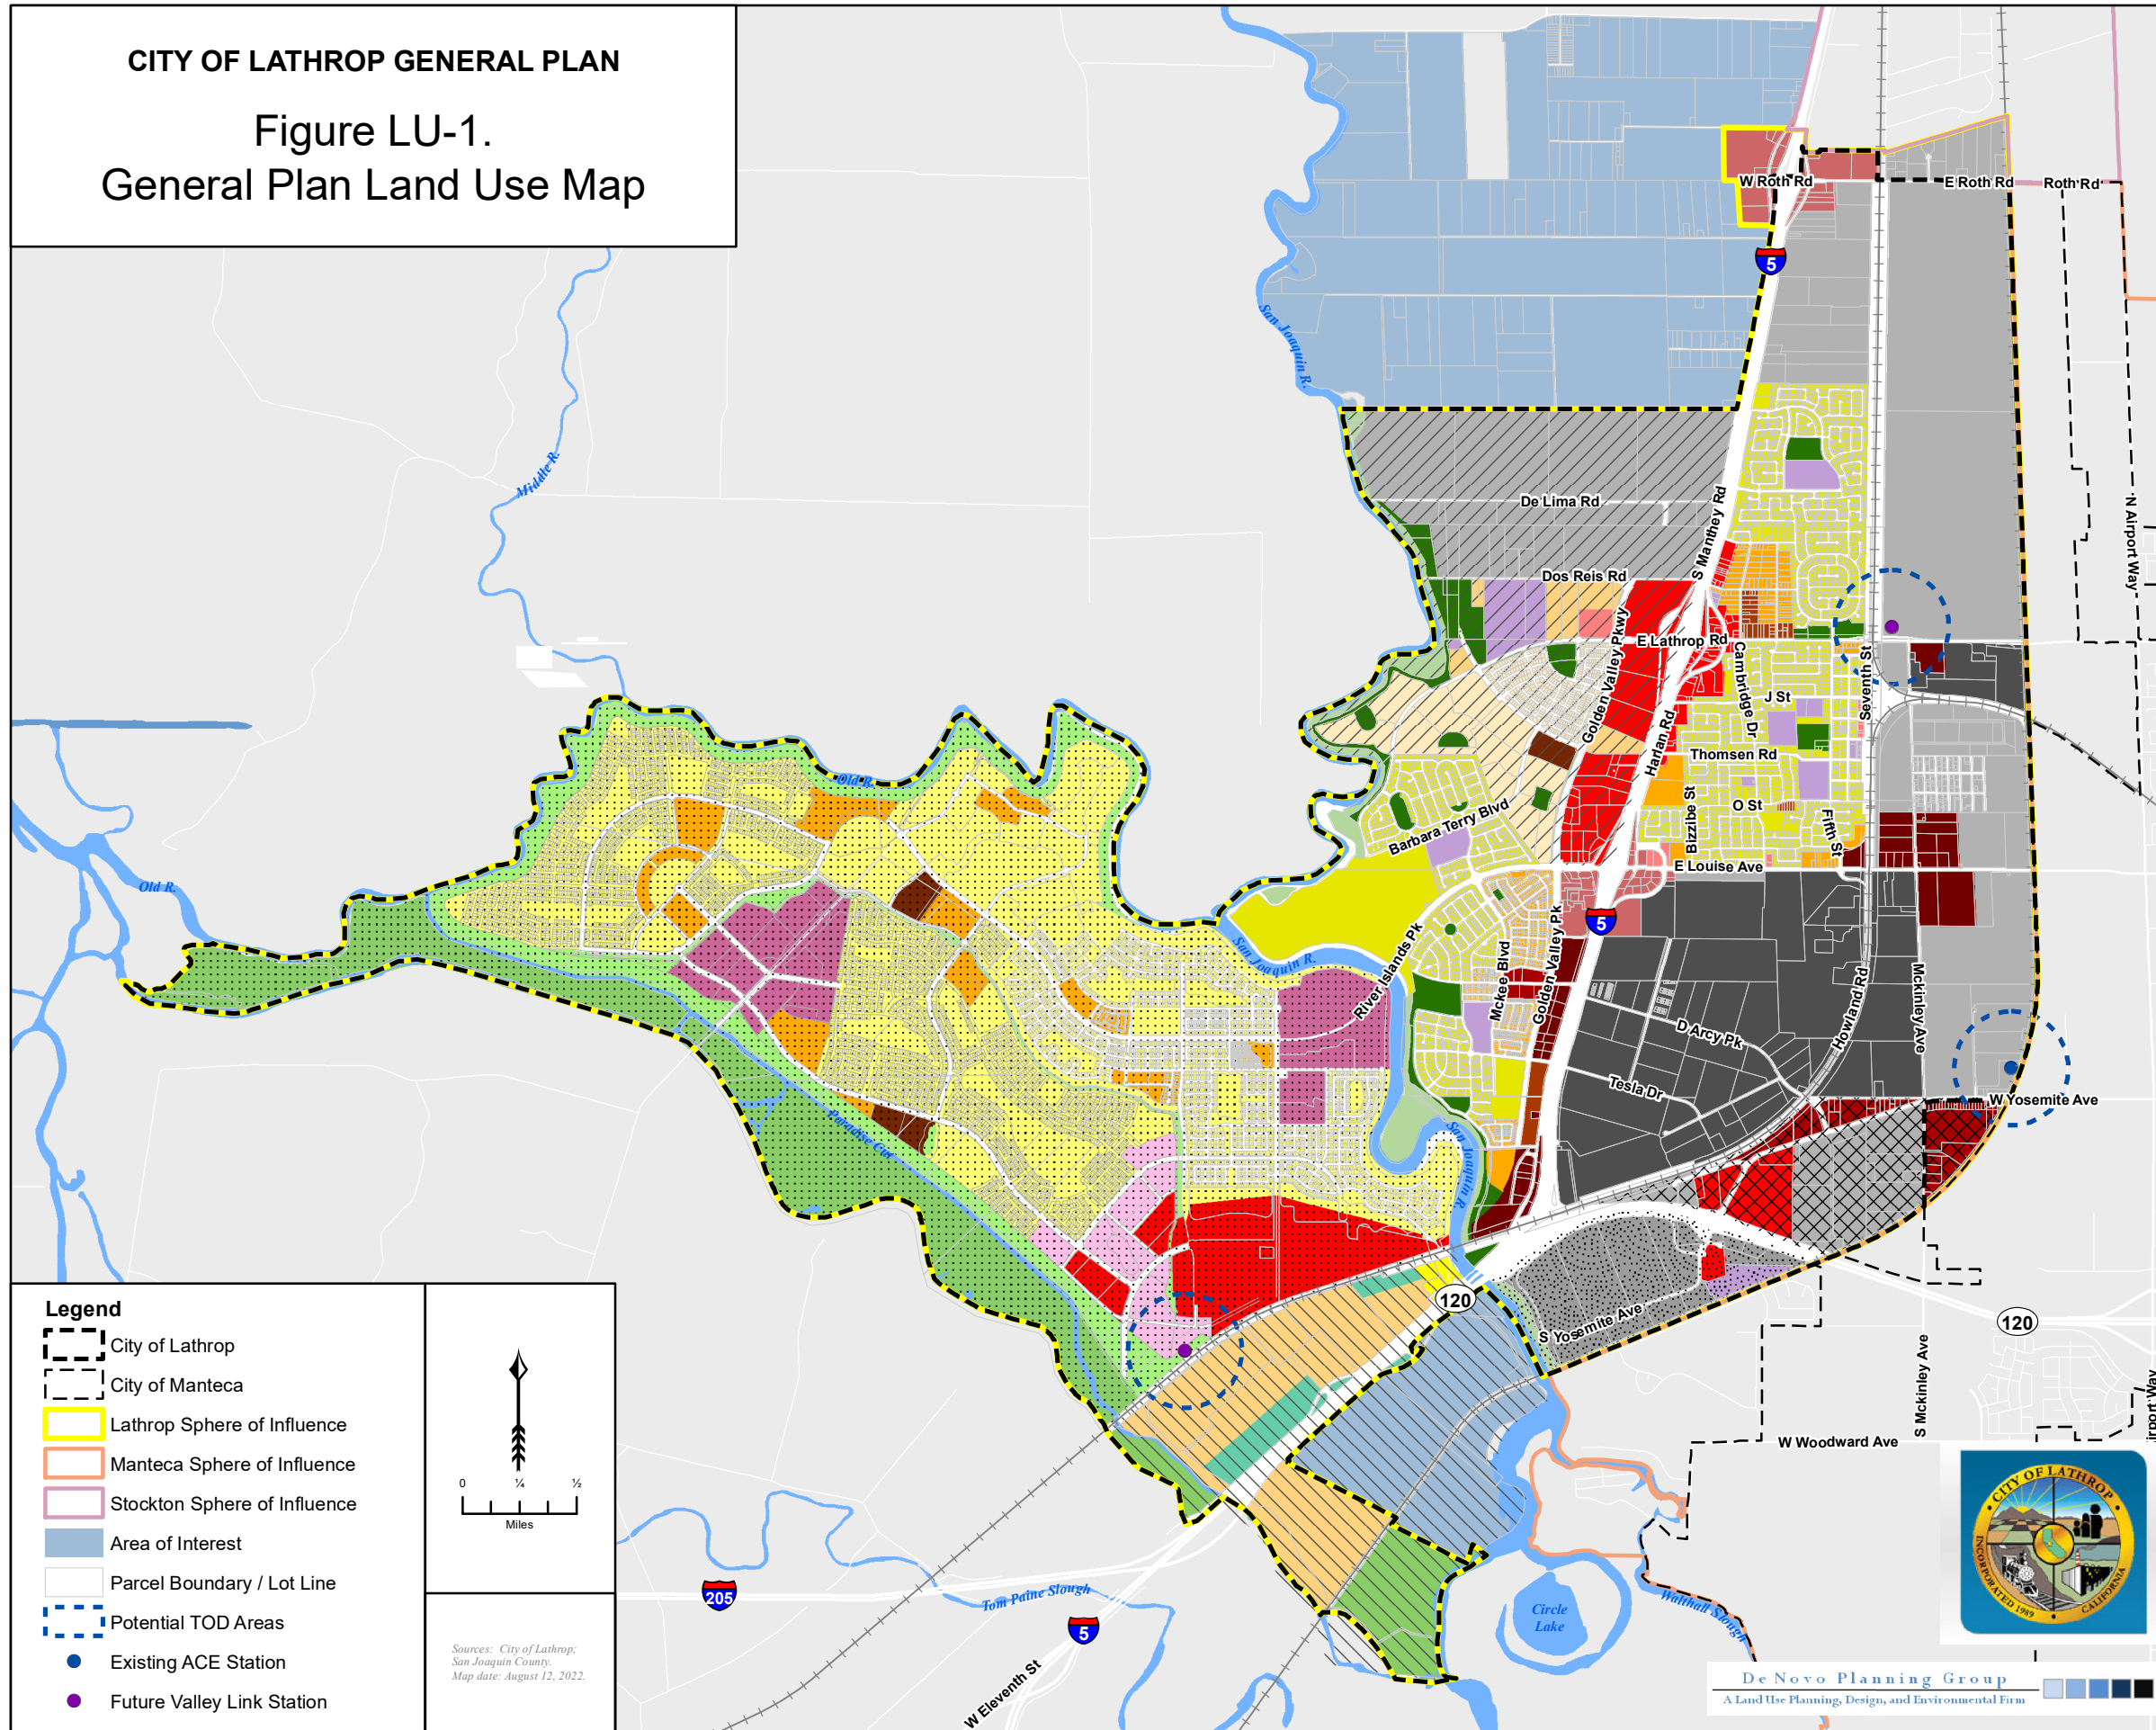 CITY OF LATHROP GENERAL PLAN
Figure LU-1.
General Plan Land Use Map
W Roth Rd
E Roth Rd
Roth Rd
5
San Joaquin R.
N Airport Way
Middle R.
De Lima Rd
S Manthey Rd
Dos Reis Rd
Golden Valley Pkwy
E Lathrop Rd
Cambridge Dr
J St
Seventh St
Harlan Rd
Thomsen Rd
Old R.
Bizzibe St
O St
Fifth St
Barbara Terry Blvd
E Louise Ave
Old R.
5
San Joaquin R.
River Islands Pk
Mckee Blvd
Golden Valley Pk
Howland Rd
Mckinley Ave
D Arcy Pk
Tesla Dr
W Yosemite Ave
Paradise Cut
San Joaquin R.
120
S Yosemite Ave
120
S Mckinley Ave
irport Way
W Woodward Ave
Legend
City of Lathrop
City of Manteca
Lathrop Sphere of Influence
Manteca Sphere of Influence
Stockton Sphere of Influence
Area of Interest
Parcel Boundary / Lot Line
Potential TOD Areas
Existing ACE Station
Future Valley Link Station
0 ¼ ½
Miles
Sources: City of Lathrop;
San Joaquin County.
Map date: August 12, 2022.
205
Tom Paine Slough
5
W Eleventh St
Circle
Lake
Walthall Slough
CITY OF LATHROP
INCORPORATED 1989
CALIFORNIA
De Novo Planning Group
A Land Use Planning, Design, and Environmental Firm